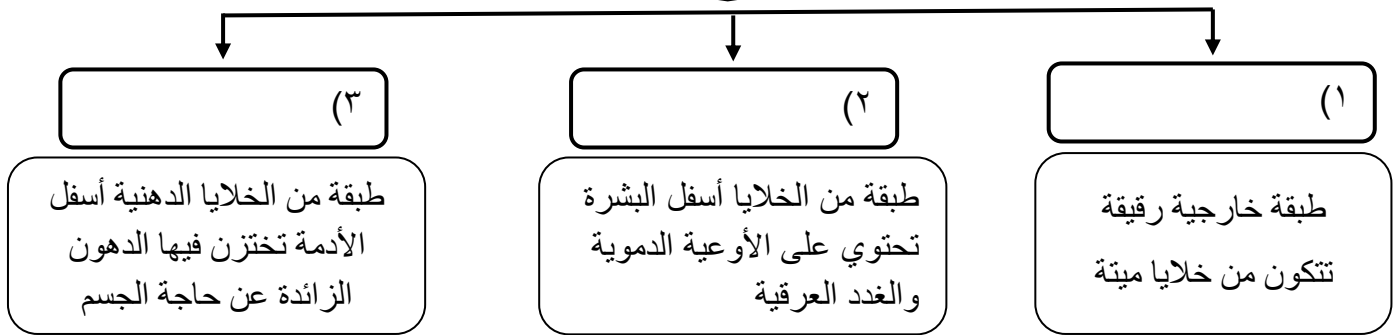 ١)
٢)
٣)
طبقة خارجية رقيقة
تتكون من خلايا ميتة
طبقة من الخلايا أسفل البشرة
تحتوي على الأوعية الدموية
والغدد العرقية
طبقة من الخلايا الدهنية أسفل
الأدمة تختزن فيها الدهون
الزائدة عن حاجة الجسم